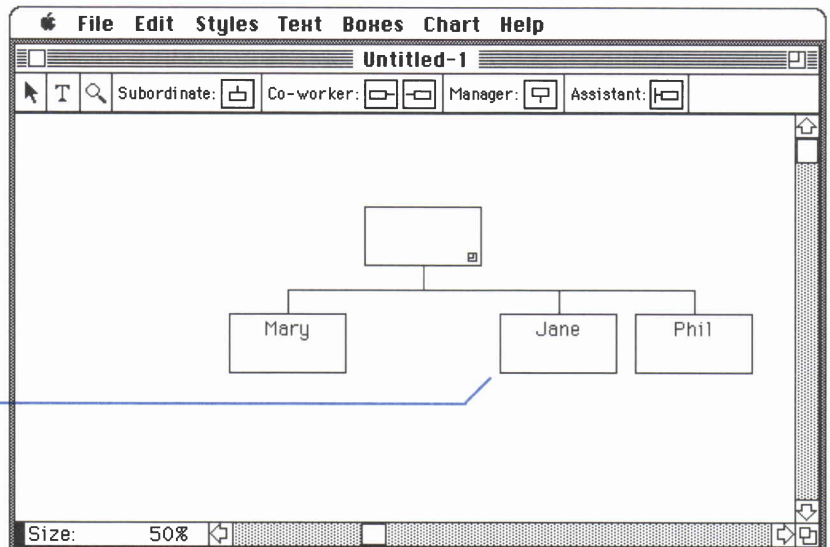 File Edit Styles Text Boxes Chart Help
Untitled-1
T Subordinate: Co-worker: Manager: Assistant:
Mary Jane Phil
Size: 50%